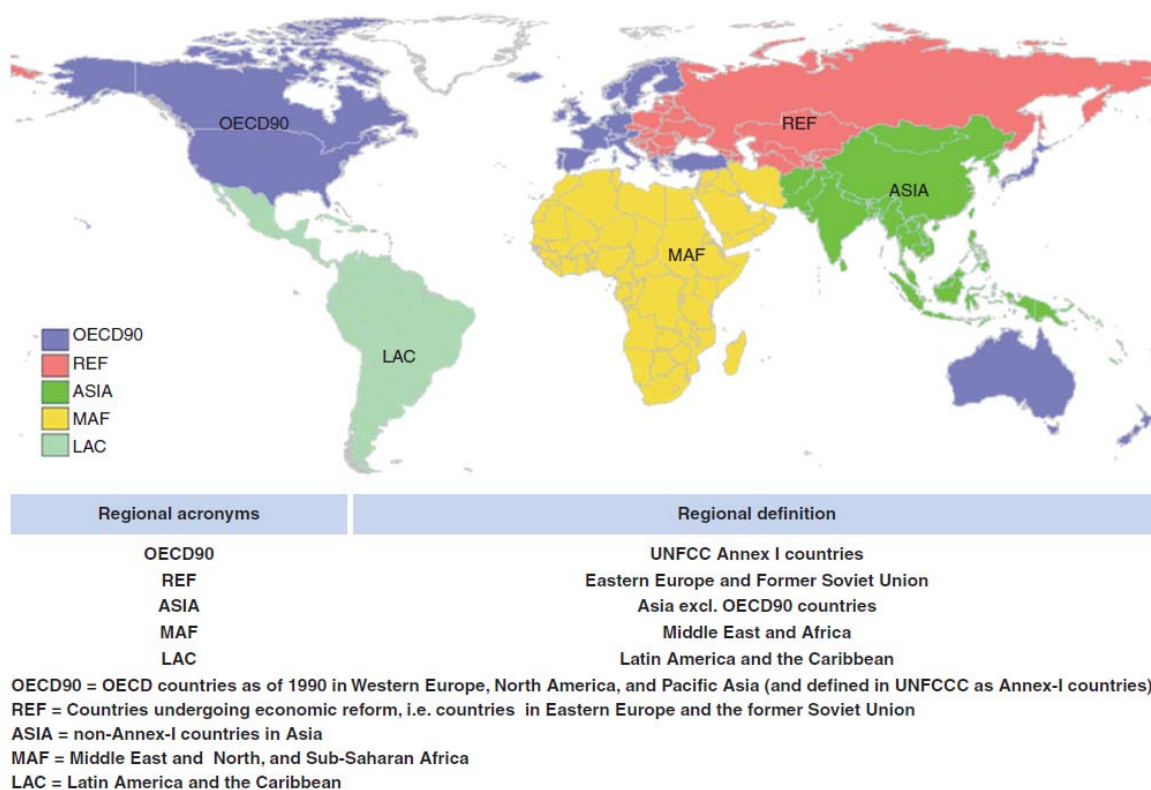 OECD90
REF
ASIA
MAF
LAC
OECD90
REF
ASIA
MAF
LAC
Regional acronyms Regional definition
OECD90 UNFCC Annex I countries
REF Eastern Europe and Former Soviet Union
ASIA Asia excl. OECD90 countries
MAF Middle East and Africa
LAC Latin America and the Caribbean
OECD90 = OECD countries as of 1990 in Western Europe, North America, and Pacific Asia (and defined in UNFCCC as Annex-I countries)
REF = Countries undergoing economic reform, i.e. countries in Eastern Europe and the former Soviet Union
ASIA = non-Annex-I countries in Asia
MAF = Middle East and North, and Sub-Saharan Africa
LAC = Latin America and the Caribbean